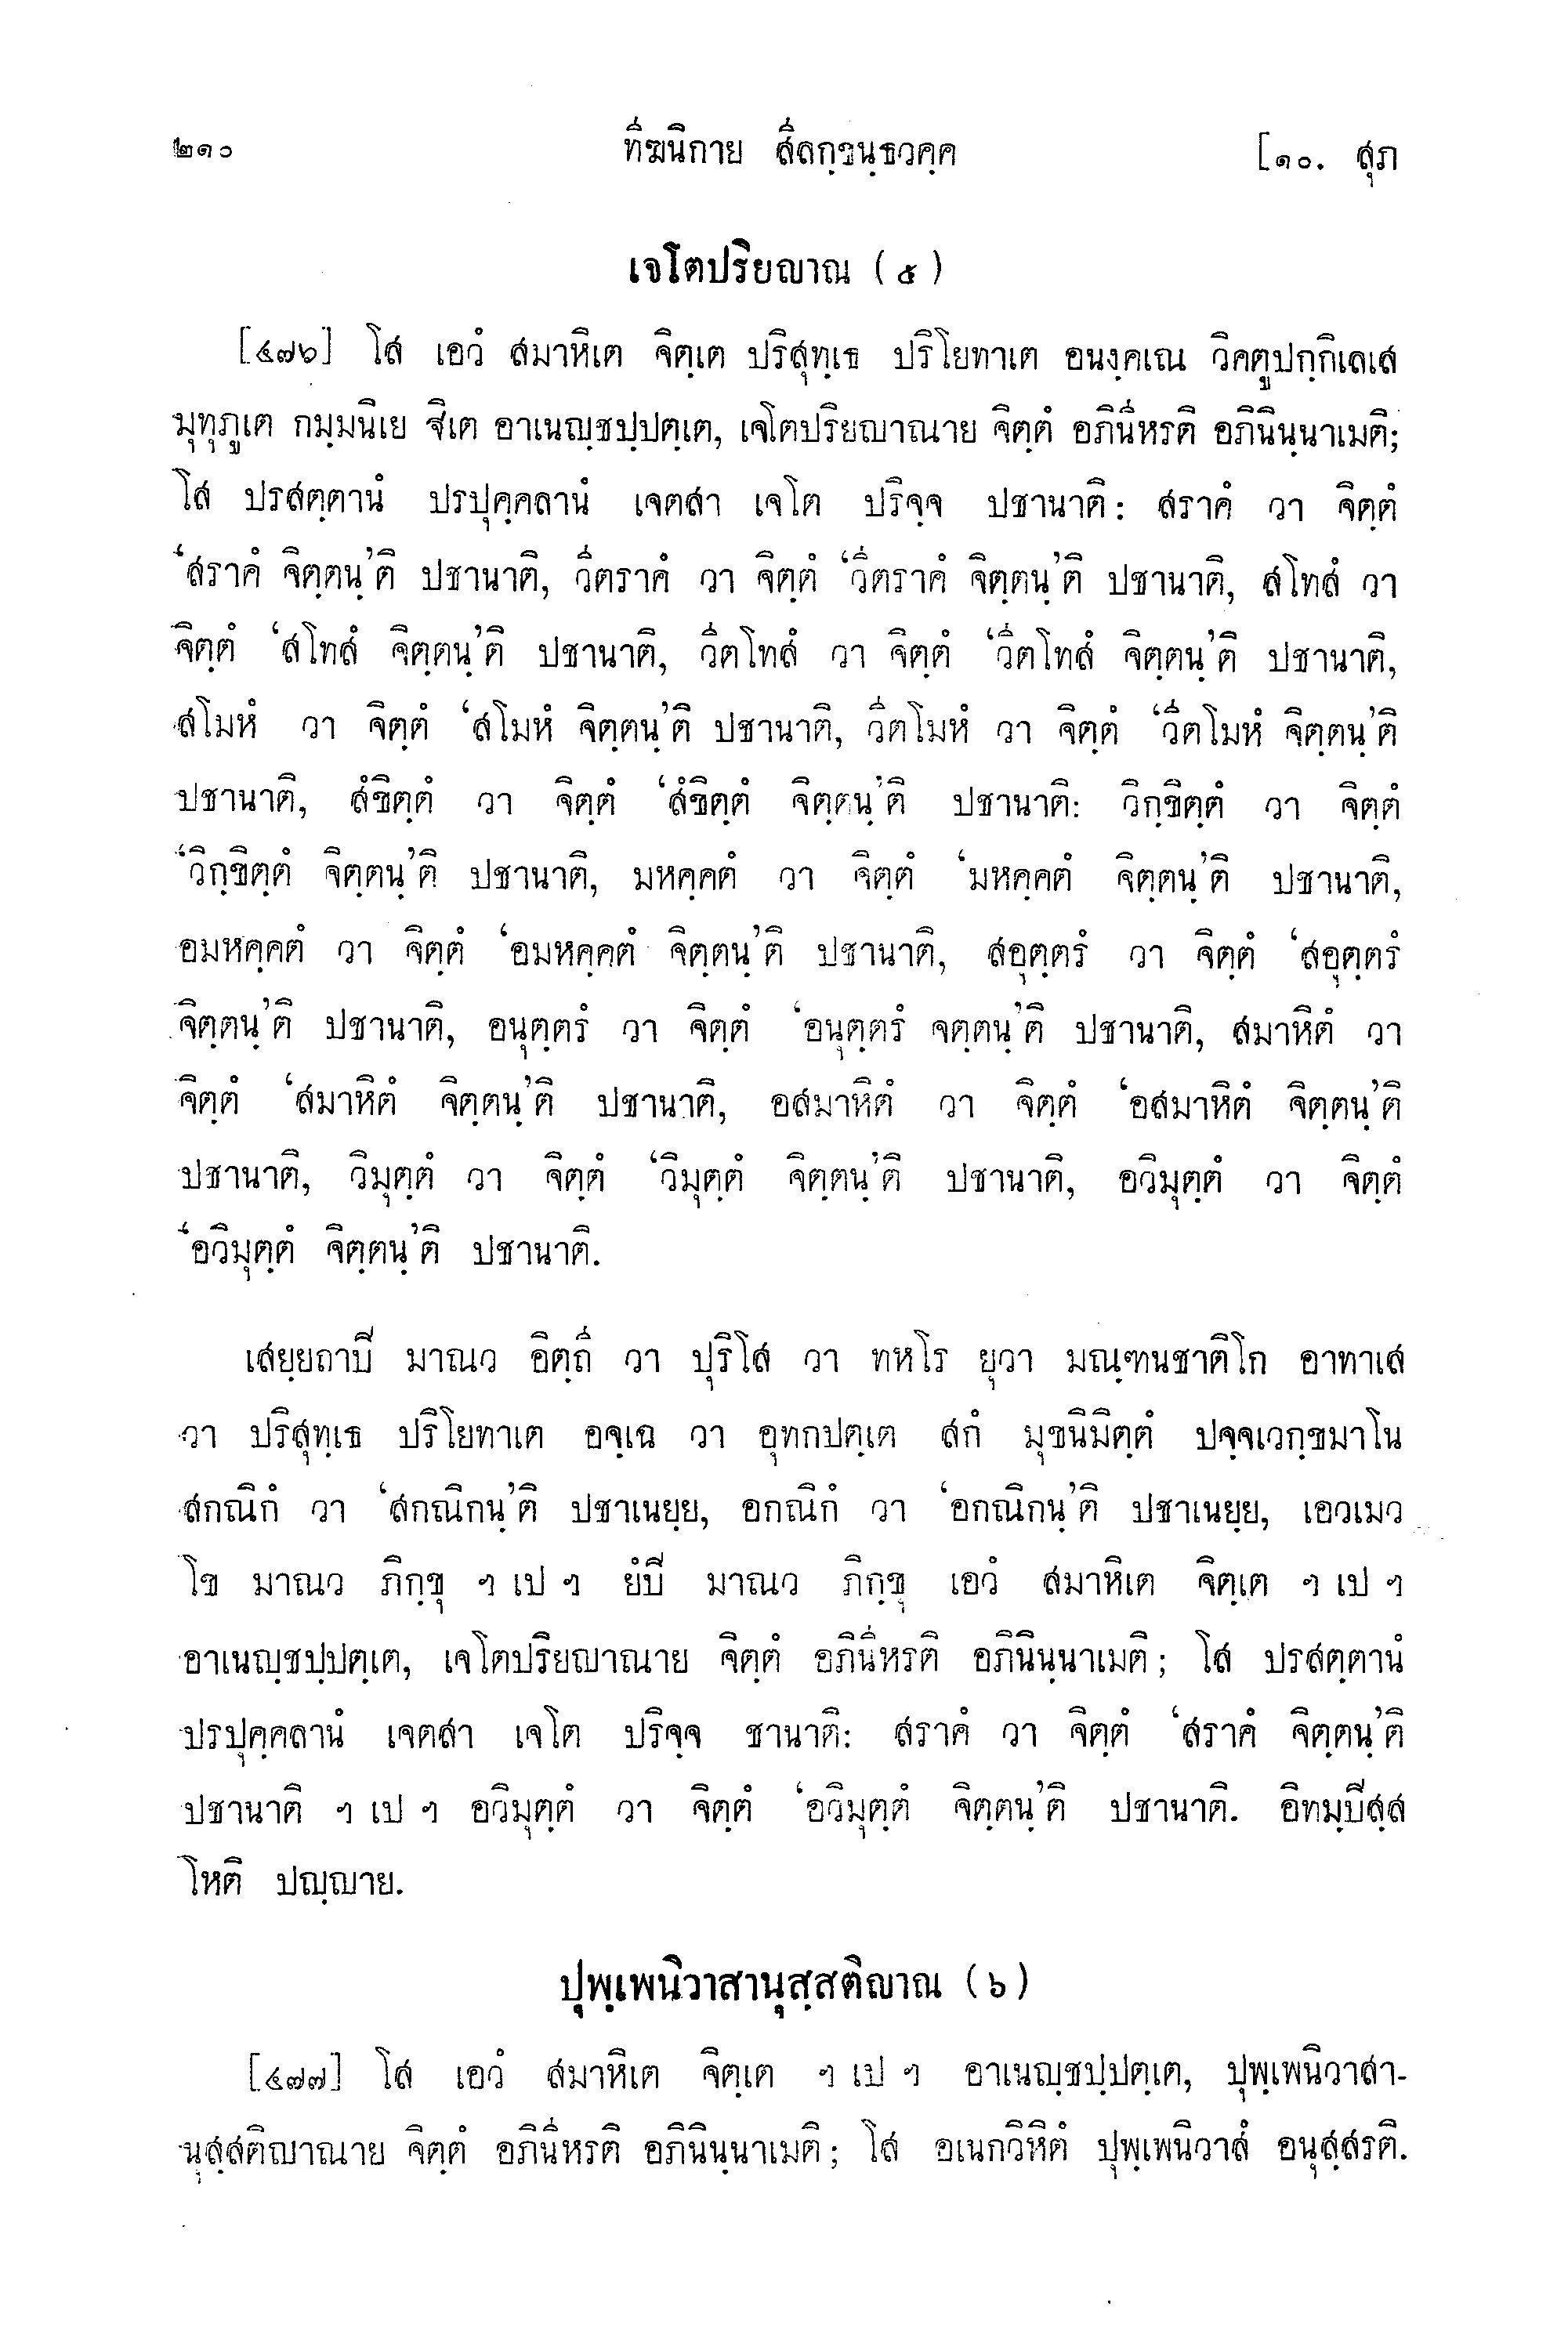 ๒๑๐ ทีฆนิกาย สีลกฺขนฺธวคฺค [๑๐. สุภ
เจโตปริยญาณ (๕)
[๔๗๖] โส เอวํ สมาหิเต จิตฺเต ปริสุทฺเธ ปริโยทาเต อนงฺคเณ วิคตูปกฺกิเลเส
มุทุภูเต กมฺมนิเย ฐิเต อาเนญฺชปฺปตฺเต, เจโตปริยญาณาย จิตฺตํ อภินีหรติ อภินินฺนาเมติ;
โส ปรสตฺตานํ ปรปุคฺคลานํ เจตสา เจโต ปริจฺจ ปชานาติ: สราคํ วา จิตฺตํ
‘สราคํ จิตฺตนฺ’ติ ปชานาติ, วีตราคํ วา จิตฺตํ ‘วีตราคํ จิตฺตนฺ’ติ ปชานาติ, สโทสํ วา
จิตฺตํ ‘สโทสํ จิตฺตนฺ’ติ ปชานาติ, วีตโทสํ วา จิตฺตํ ‘วีตโทสํ จิตฺตนฺ’ติ ปชานาติ,
สโมหํ วา จิตฺตํ ‘สโมหํ จิตฺตนฺ’ติ ปชานาติ, วีตโมหํ วา จิตฺตํ ‘วีตโมหํ จิตฺตนฺ’ติ
ปชานาติ, สํขิตฺตํ วา จิตฺตํ ‘สํขิตฺตํ จิตฺตนฺ’ติ ปชานาติ: วิกฺขิตฺตํ วา จิตฺตํ
‘วิกฺขิตฺตํ จิตฺตนฺ’ติ ปชานาติ, มหคฺคตํ วา จิตฺตํ ‘มหคฺคตํ จิตฺตนฺ’ติ ปชานาติ,
อมหคฺคตํ วา จิตฺตํ ‘อมหคฺคตํ จิตฺตนฺ’ติ ปชานาติ, สอุตฺตรํ วา จิตฺตํ ‘สอุตฺตรํ
จิตฺตนฺ’ติ ปชานาติ, อนุตฺตรํ วา จิตฺตํ ‘อนุตฺตรํ จตฺตนฺ’ติ ปชานาติ, สมาหิตํ วา
จิตฺตํ ‘สมาหิตํ จิตฺตนฺ’ติ ปชานาติ, อสมาหิตํ วา จิตฺตํ ‘อสมาหิตํ จิตฺตนฺ’ติ
ปชานาติ, วิมุตฺตํ วา จิตฺตํ ‘วิมุตฺตํ จิตฺตนฺ’ติ ปชานาติ, อวิมุตฺตํ วา จิตฺตํ
‘อวิมุตฺตํ จิตฺตนฺ’ติ ปชานาติ.
เสยฺยถาปี มาณว อิตฺถี วา ปุริโส วา ทหโร ยุวา มณฺฑนชาติโก อาทาเส
วา ปริสุทฺเธ ปริโยทาเต อจฺเฉ วา อุทกปตฺเต สกํ มุขนิมิตฺตํ ปจฺจเวกฺขมาโน
สกณิกํ วา ‘สกณิกนฺ’ติ ปชาเนยฺย, อกณิกํ วา ‘อกณิกนฺ’ติ ปชาเนยฺย, เอวเมว
โข มาณว ภิกฺขุ ฯ เป ฯ ยํปี มาณว ภิกฺขุ เอวํ สมาหิเต จิตฺเต ฯ เป ฯ
อาเนญฺชปฺปตฺเต, เจโตปริยญาณาย จิตฺตํ อภินีหรติ อภินินฺนาเมติ; โส ปรสตฺตานํ
ปรปุคฺคลานํ เจตสา เจโต ปริจฺจ ชานาติ: สราคํ วา จิตฺตํ ‘สราคํ จิตฺตนฺ’ติ
ปชานาติ ฯ เป ฯ อวิมุตฺตํ วา จิตฺตํ ‘อวิมุตฺตํ จิตฺตนฺ’ติ ปชานาติ. อิทมฺปีสฺส
โหติ ปญฺญาย.
ปุพฺเพนิวาสานุสฺสติญาณ (๖)
[๔๗๗] โส เอวํ สมาหิเต จิตฺเต ฯ เป ฯ อาเนญฺชปฺปตฺเต, ปุพฺเพนิวาสา-
นุสฺสติญาณาย จิตฺตํ อภินีหรติ อภินินฺนาเมติ; โส อเนกวิหิตํ ปุพฺเพนิวาสํ อนุสฺสรติ.